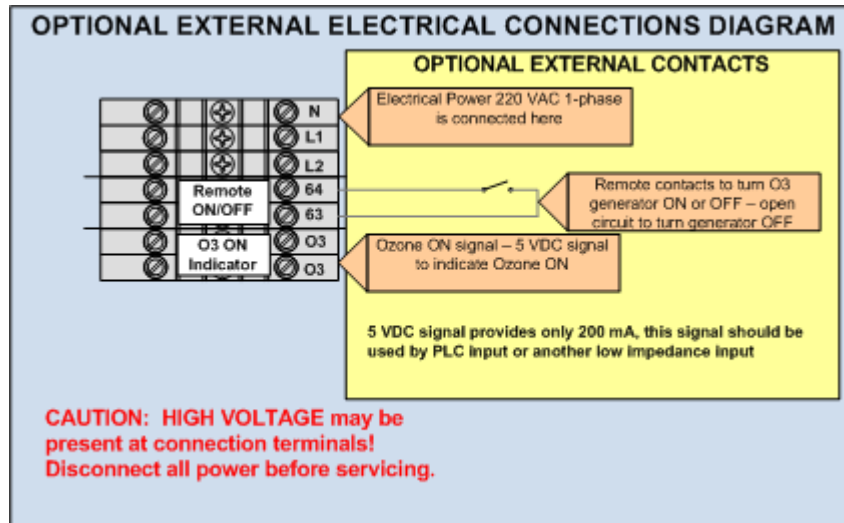 OPTIONAL EXTERNAL ELECTRICAL CONNECTIONS DIAGRAM
OPTIONAL EXTERNAL CONTACTS
N
L1
L2
64
63
O3
O3
Remote
ON/OFF
O3 ON
Indicator
Electrical Power 220 VAC 1-phase
is connected here
Remote contacts to turn O3
generator ON or OFF – open
circuit to turn generator OFF
Ozone ON signal – 5 VDC signal
to indicate Ozone ON
5 VDC signal provides only 200 mA, this signal should be
used by PLC input or another low impedance input
CAUTION: HIGH VOLTAGE may be
present at connection terminals!
Disconnect all power before servicing.